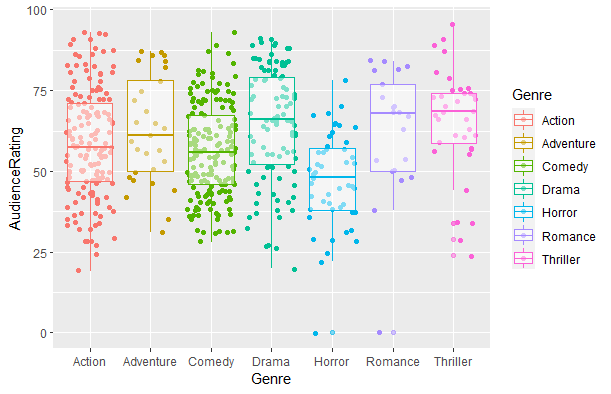 100
75
50
25
0
AudienceRating
Action Adventure Comedy Drama Horror Romance Thriller
Genre
Genre
Action
Adventure
Comedy
Drama
Horror
Romance
Thriller